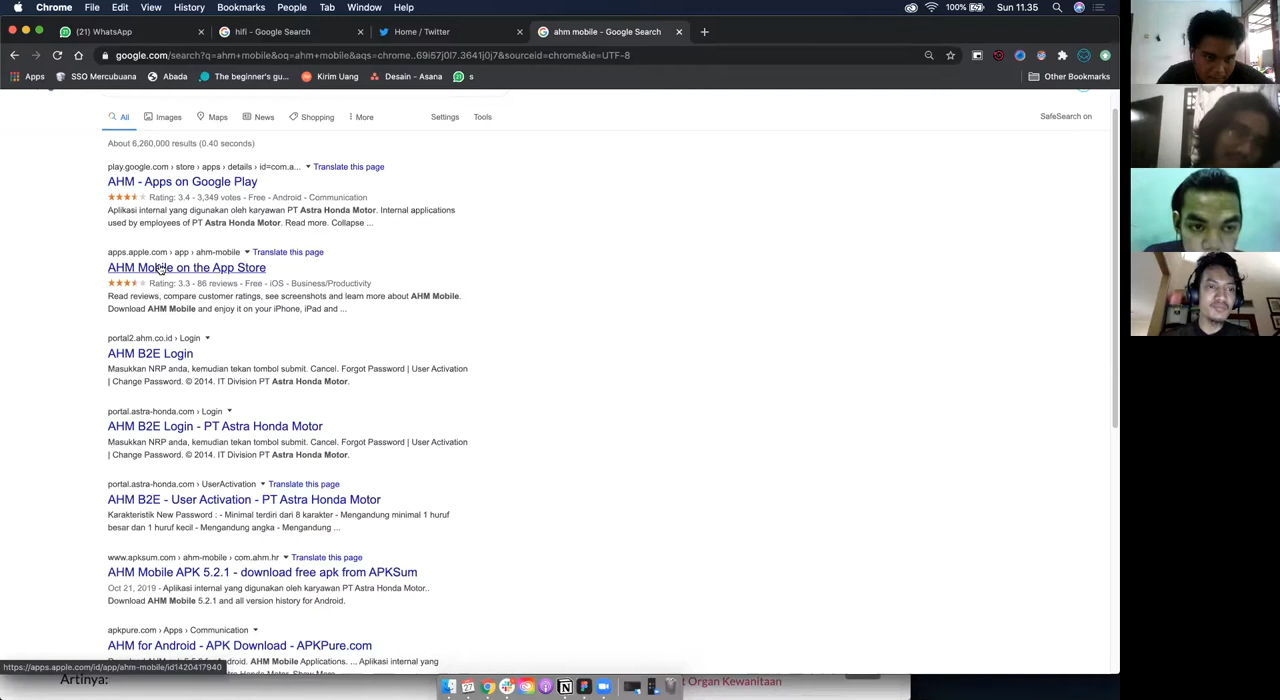 Chrome File Edit View History Bookmarks People Tab Window Help 100% Sun 11.35
(21) WhatsApp hifi - Google Search Home / Twitter ahm mobile - Google Search
google.com/search?q=ahm+mobile&oq=ahm+mobile&aqs=chrome..69i57j0l7.3641j0j7&sourceid=chrome&ie=UTF-8
Apps SSO Mercubuana Abada The beginner's gu... Kirim Uang Desain - Asana s Other Bookmarks
All Images Maps News Shopping More Settings Tools SafeSearch on
About 6,260,000 results (0.40 seconds)
play.google.com › store › apps › details › id=com.a... Translate this page
AHM - Apps on Google Play
Rating: 3.4 - 3,349 votes - Free - Android - Communication
Aplikasi internal yang digunakan oleh karyawan PT Astra Honda Motor. Internal applications
used by employees of PT Astra Honda Motor. Read more. Collapse ...
apps.apple.com › app › ahm-mobile Translate this page
AHM Mobile on the App Store
Rating: 3.3 - 86 reviews - Free - iOS - Business/Productivity
Read reviews, compare customer ratings, see screenshots and learn more about AHM Mobile.
Download AHM Mobile and enjoy it on your iPhone, iPad and ...
portal2.ahm.co.id › Login
AHM B2E Login
Masukkan NRP anda, kemudian tekan tombol submit. Cancel. Forgot Password | User Activation
| Change Password. © 2014. IT Division PT Astra Honda Motor.
portal.astra-honda.com › Login
AHM B2E Login - PT Astra Honda Motor
Masukkan NRP anda, kemudian tekan tombol submit. Cancel. Forgot Password | User Activation
| Change Password. © 2014. IT Division PT Astra Honda Motor.
portal.astra-honda.com › UserActivation Translate this page
AHM B2E - User Activation - PT Astra Honda Motor
Karakteristik New Password : - Minimal terdiri dari 8 karakter - Mengandung minimal 1 huruf
besar dan 1 huruf kecil - Mengandung angka - Mengandung ...
www.apksum.com › ahm-mobile › com.ahm.hr Translate this page
AHM Mobile APK 5.2.1 - download free apk from APKSum
Oct 21, 2019 - Aplikasi internal yang digunakan oleh karyawan PT Astra Honda Motor..
Download AHM Mobile 5.2.1 and all version history for Android.
apkpure.com › Apps › Communication
AHM for Android - APK Download - APKPure.com
Android. AHM Mobile Applications. ... Aplikasi internal yang
https://apps.apple.com/id/app/ahm-mobile/id1420417940
Artinya: Organ Kewanitaan